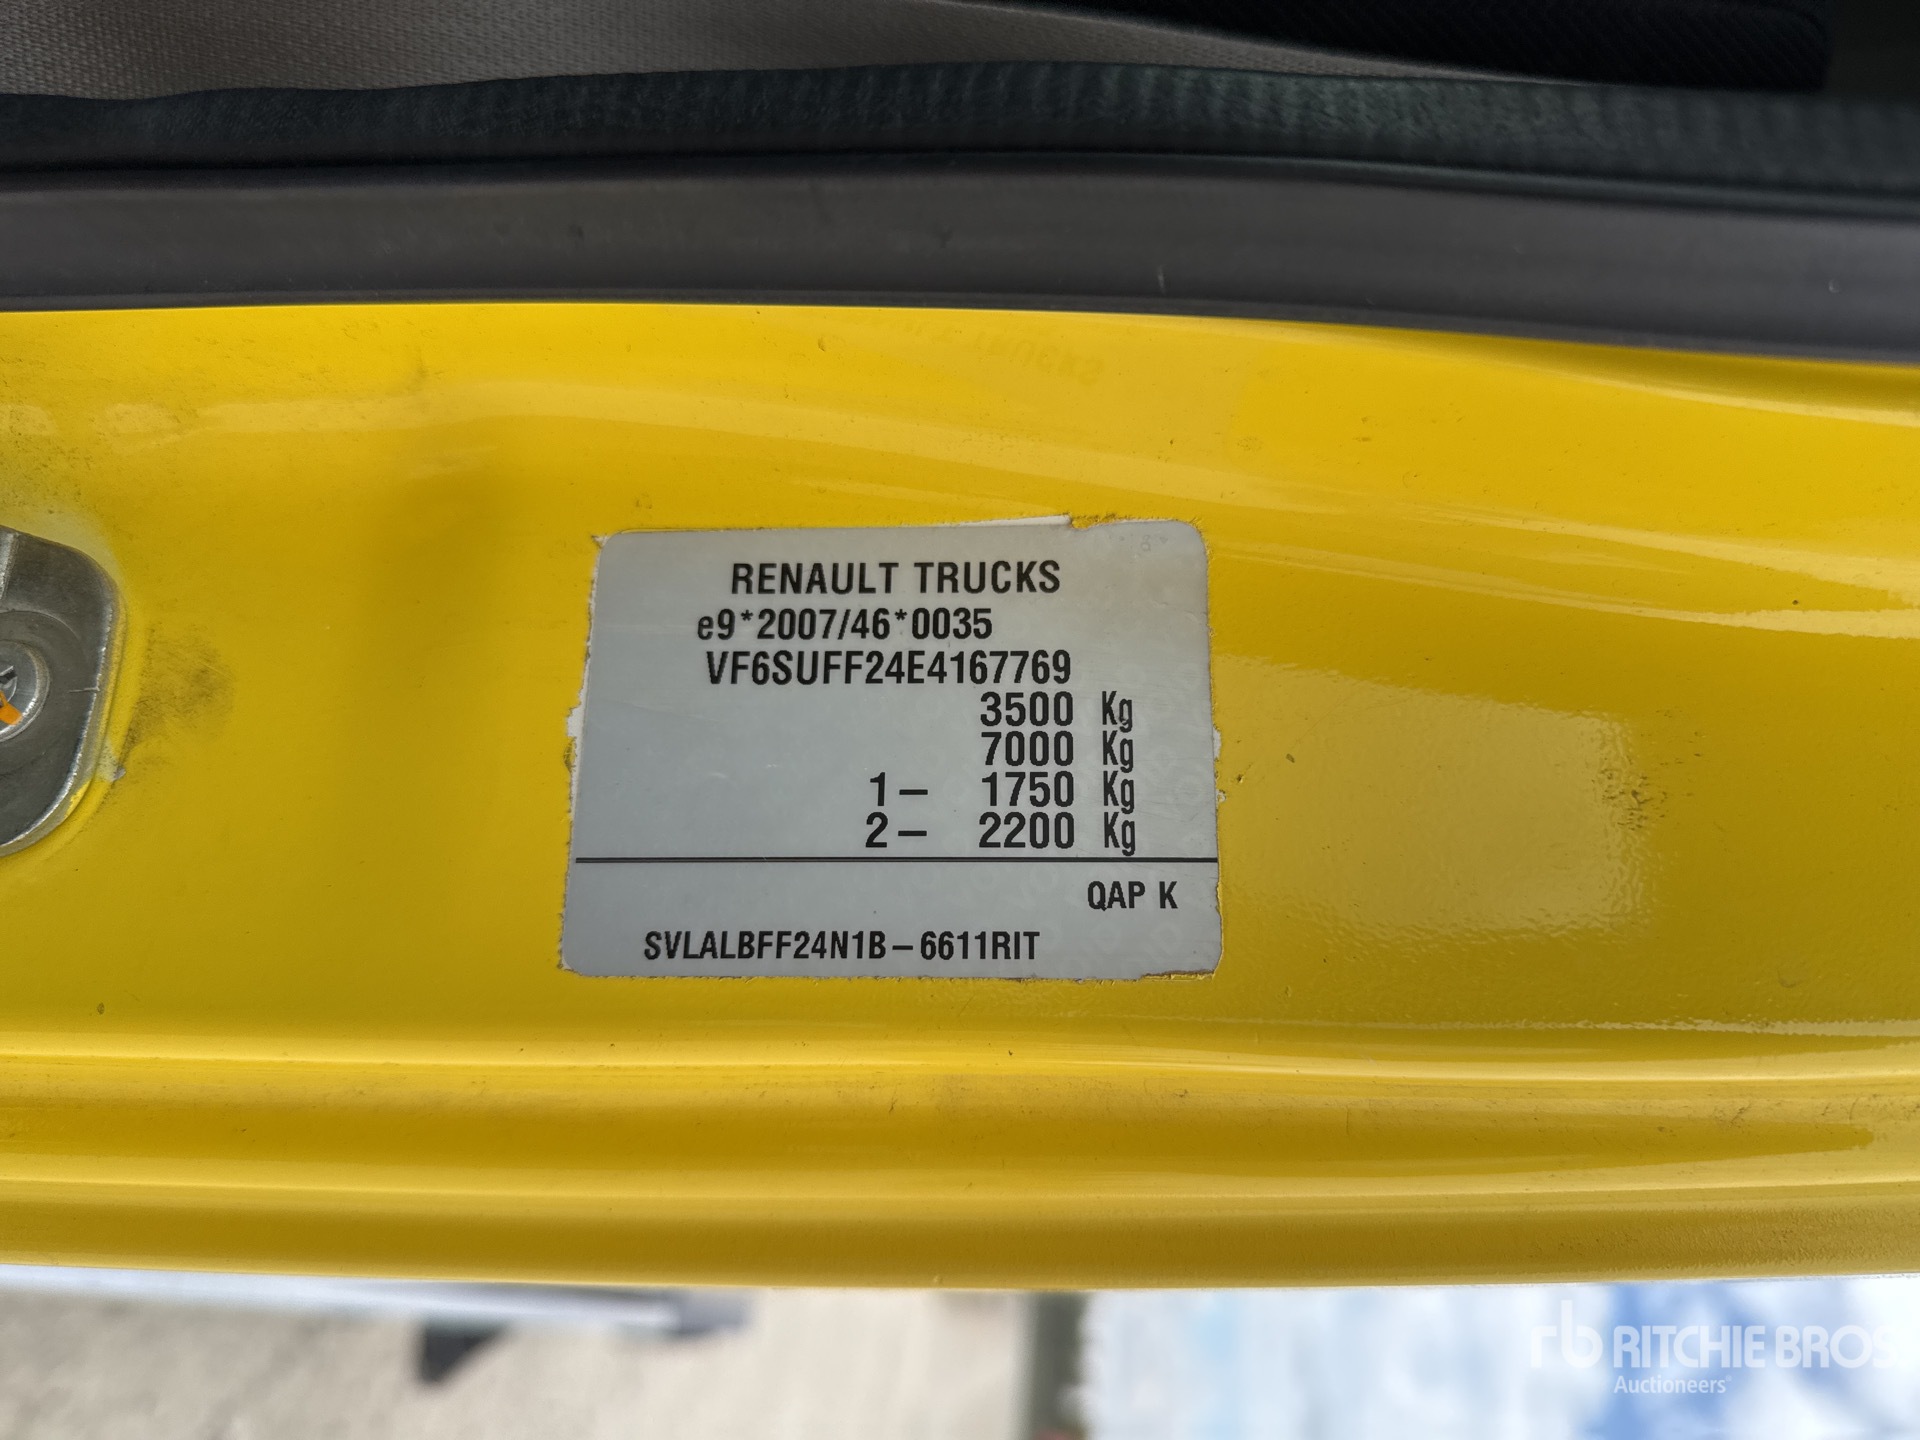 RENAULT TRUCKS
e9*2007/46*0035
VF6SUFF24E4167769
3500 Kg
7000 Kg
1– 1750 Kg
2– 2200 Kg
QAP K
SVLALBFF24N1B–6611RIT
rb RITCHIE BROS
Auctioneers